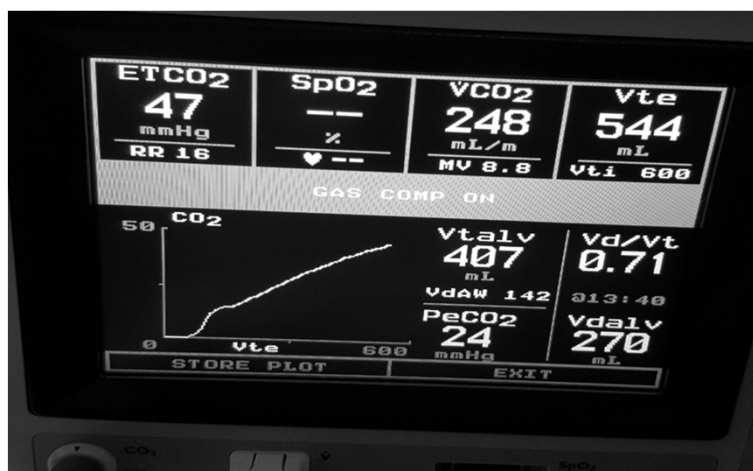 ETCO2
47
mmHg
RR 16
SpO2
--
%
♥ --
V̇CO2
248
mL/m
MV 8.8
Vte
544
mL
Vti 600
GAS COMP ON
50
CO2
0
Vte
600
Vtalv
407
mL
VdAW 142
PeCO2
24
mmHg
Vd/Vt
0.71
@13:40
Vdalv
270
mL
STORE PLOT
EXIT
CO2
V̇
SpO2